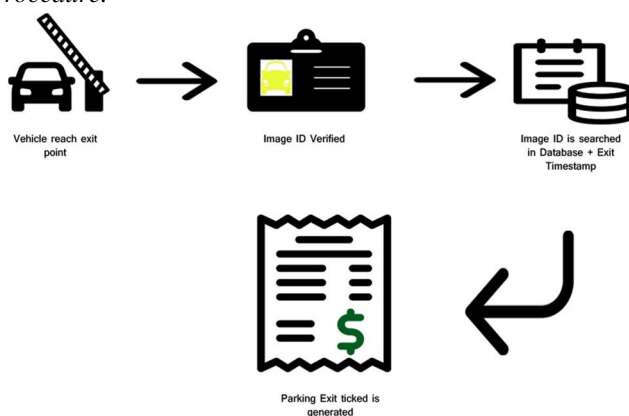 rocedure.
Vehicle reach exit
point
Image ID Verified
Image ID is searched
in Database + Exit
Timestamp
$
Parking Exit ticked is
generated